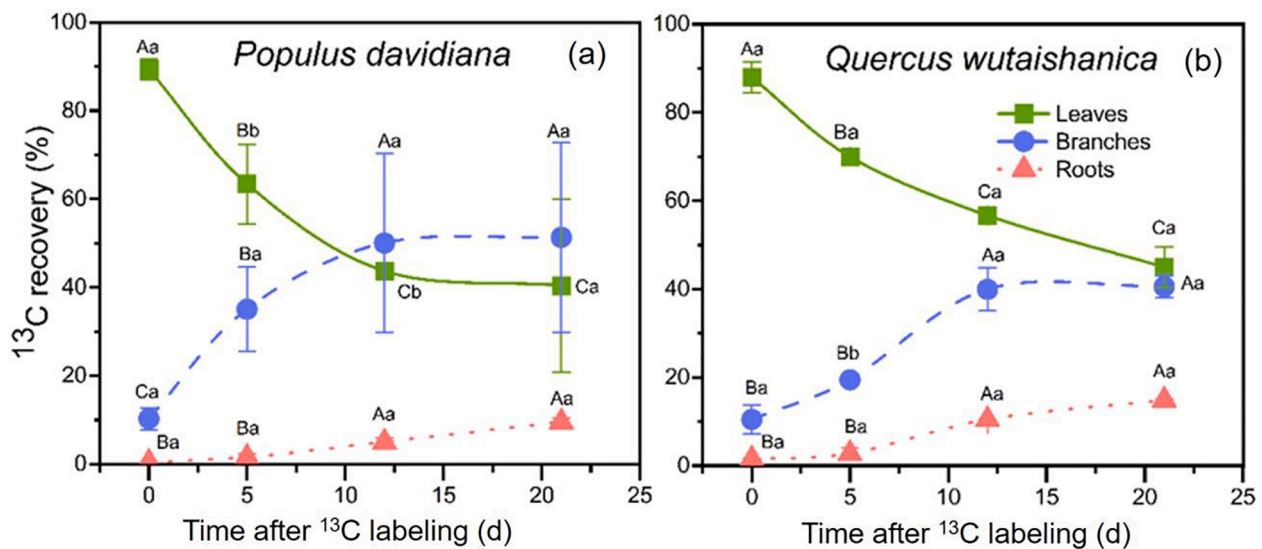 Populus davidiana (a)
13C recovery (%)
100
80
60
40
20
0
Aa
Bb
Aa
Aa
Ba
Cb
Ca
Ca
Ba
Ba
Aa
Aa
0 5 10 15 20 25
Time after 13C labeling (d)
Quercus wutaishanica (b)
Leaves
Branches
Roots
100
80
60
40
20
0
Aa
Ba
Ca
Ca
Aa
Aa
Bb
Ba
Ba
Ba
Aa
Aa
0 5 10 15 20 25
Time after 13C labeling (d)